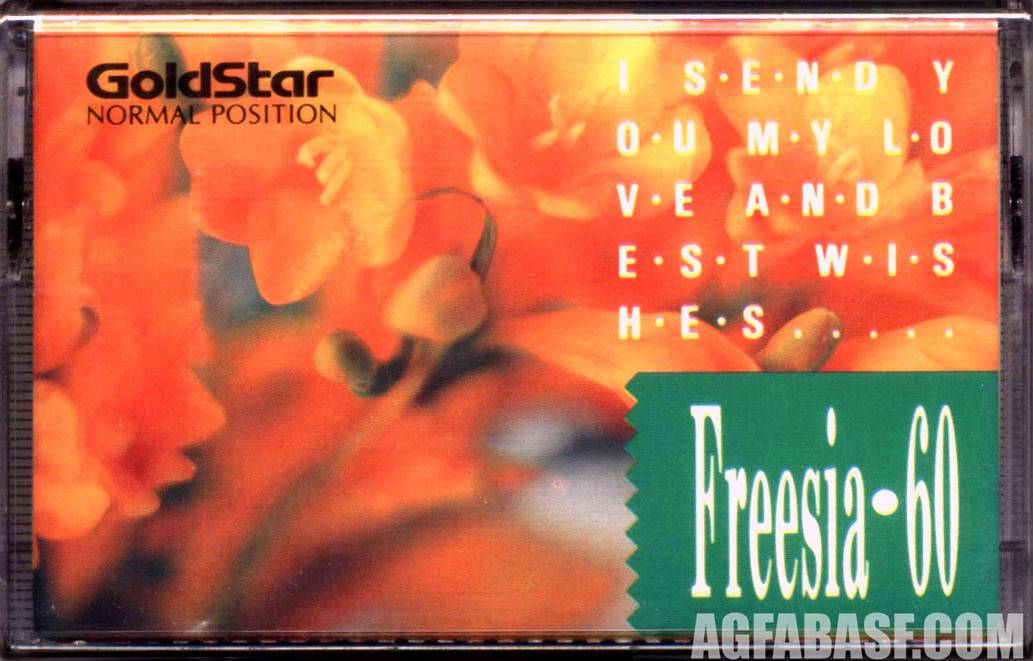 GoldStar
NORMAL POSITION
I S·E·N·D Y
O·U M·Y L·O
V·E A·N·D B
E·S·T W·I·S
H·E·S.....
Freesia·60
AGFABASF.COM